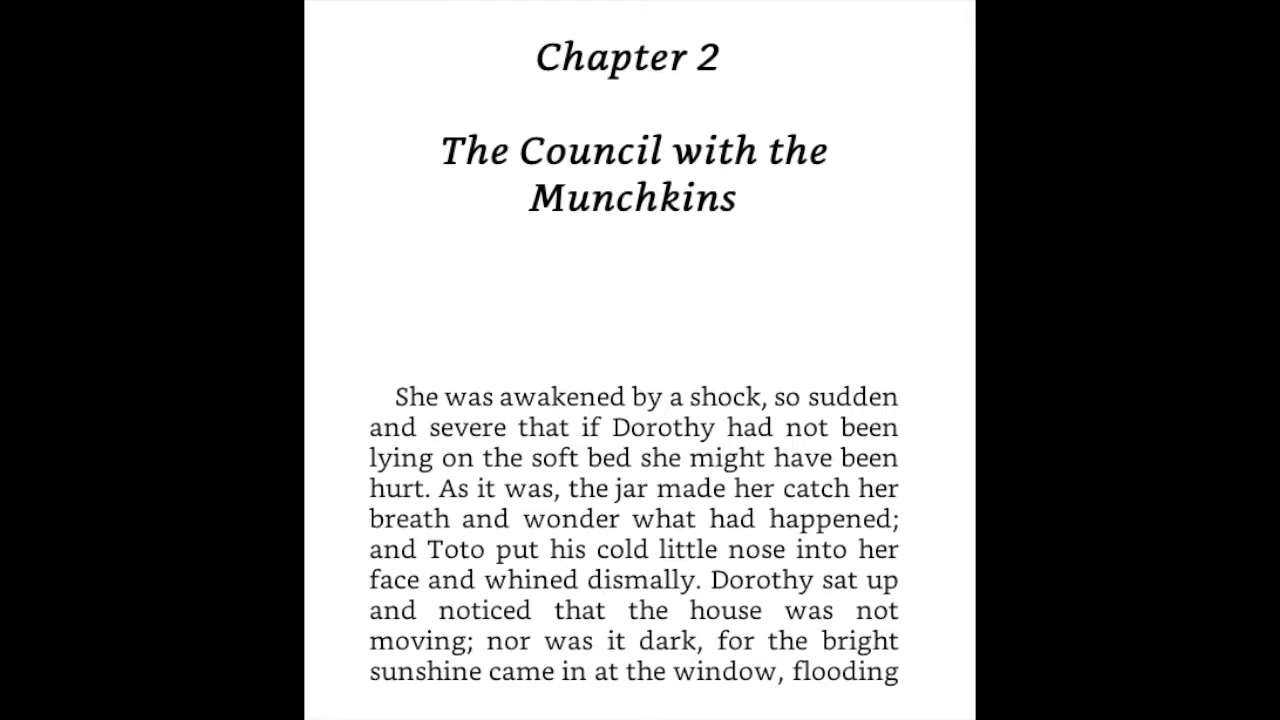 Chapter 2
The Council with the
Munchkins
She was awakened by a shock, so sudden
and severe that if Dorothy had not been
lying on the soft bed she might have been
hurt. As it was, the jar made her catch her
breath and wonder what had happened;
and Toto put his cold little nose into her
face and whined dismally. Dorothy sat up
and noticed that the house was not
moving; nor was it dark, for the bright
sunshine came in at the window, flooding